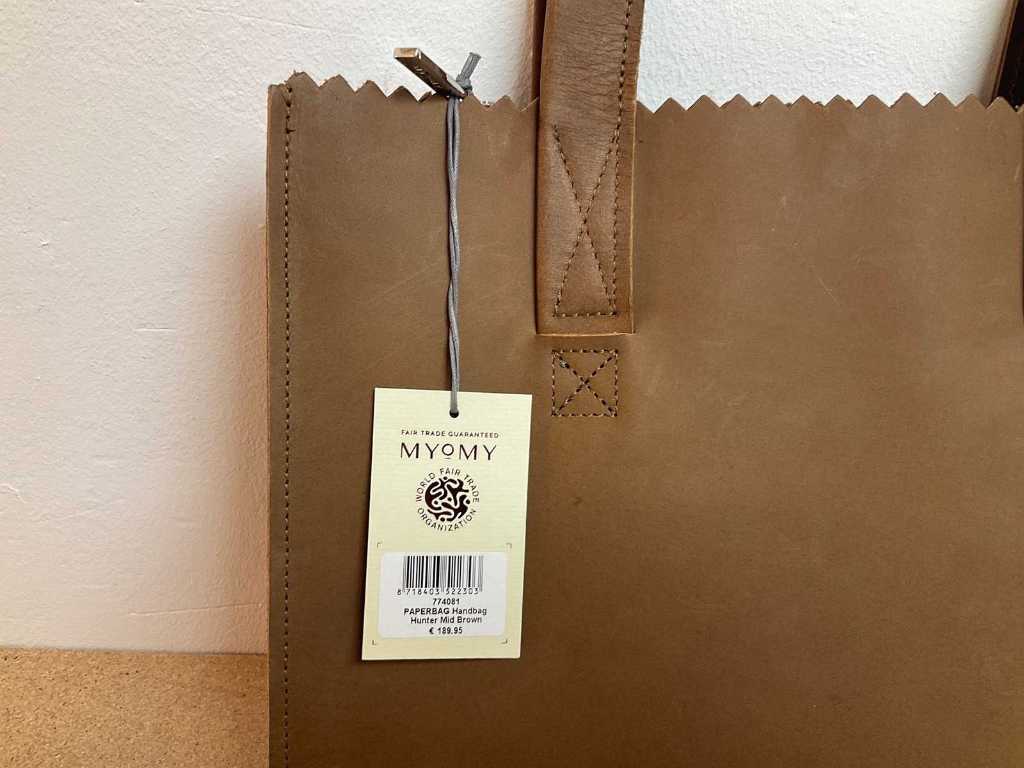 FAIR TRADE GUARANTEED
MYOMY
WORLD FAIR TRADE
ORGANIZATION
8 718403 522303
774081
PAPERBAG Handbag
Hunter Mid Brown
€ 189.95